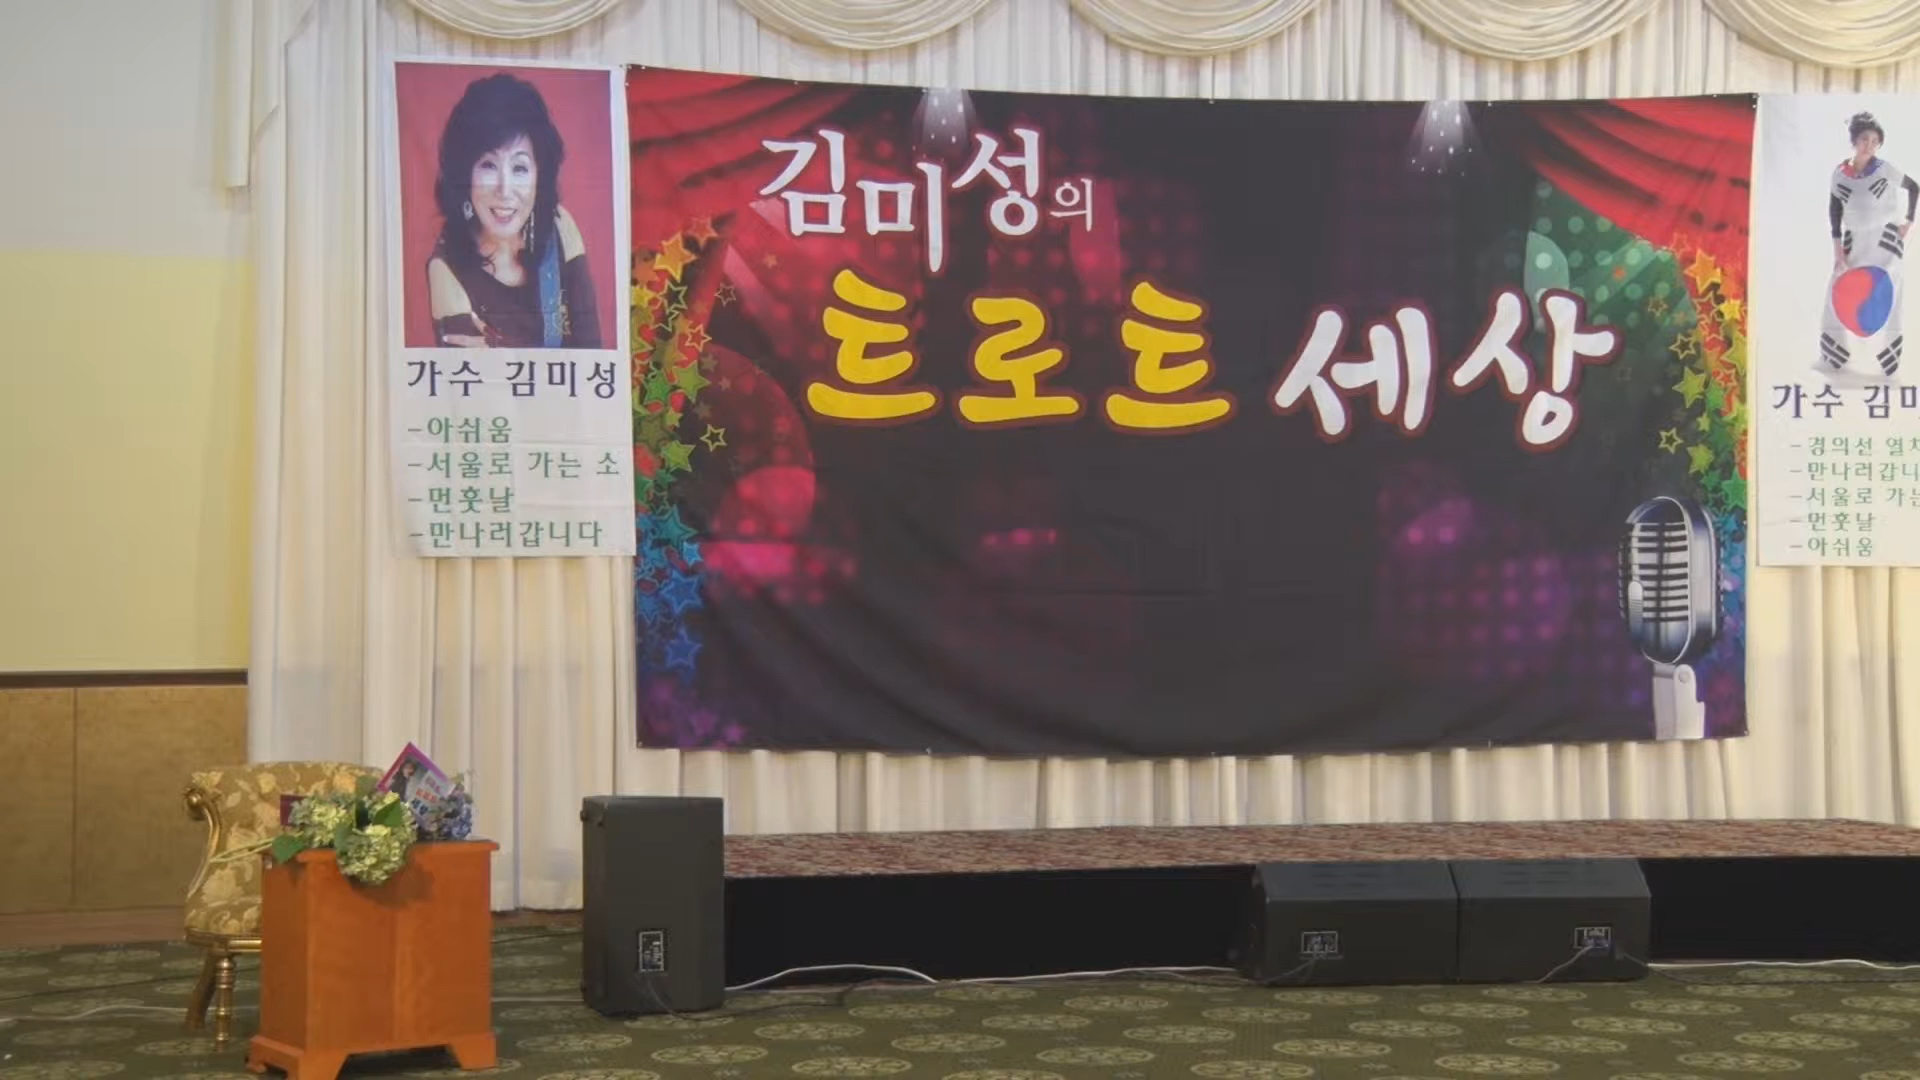 가수 김미성
-아쉬움
-서울로 가는 소
-먼훗날
-만나러갑니다
김미성의
트로트 세상
가수 김미
-경의선 열차
-만나러갑니
-서울로 가는
-먼훗날
-아쉬움